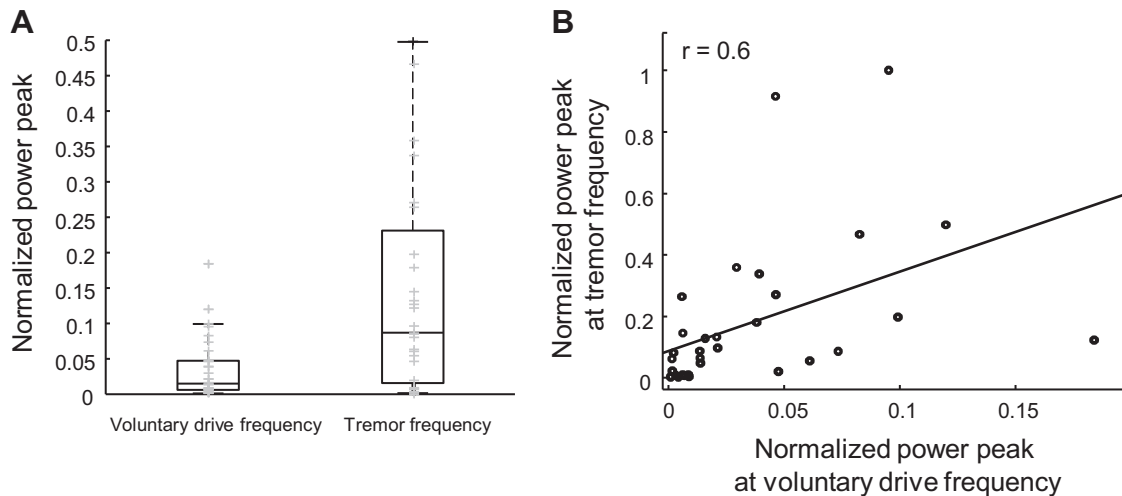 A
Normalized power peak
0.5
0.45
0.4
0.35
0.3
0.25
0.2
0.15
0.1
0.05
0
Voluntary drive frequency
Tremor frequency
B
r = 0.6
Normalized power peak
at tremor frequency
1
0.8
0.6
0.4
0.2
0
0
0.05
0.1
0.15
Normalized power peak
at voluntary drive frequency